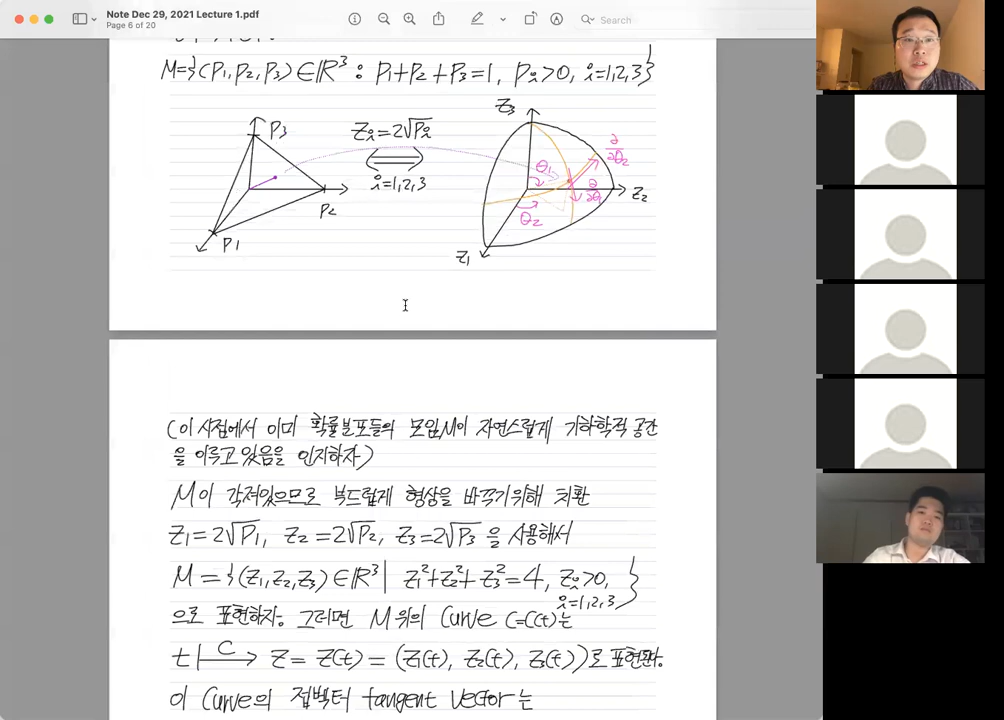 Note Dec 29, 2021 Lecture 1.pdf
Page 6 of 20
Search
M={(P1,P2,P3)∈ℝ³ : P1+P2+P3=1, Pi>0, i=1,2,3}
P3
P2
P1
Zi=2√Pi
⟺
i=1,2,3
Z3
Z2
Z1
θ1
θ2
∂/∂θ2
∂/∂θ1
(이 시점에서 이미 확률분포들의 모임 M이 자연스럽게 기하학적 공간
을 이루고 있음을 인지하자)
M이 각져있으므로 부드럽게 형상을 바꾸기위해 치환
Z1=2√P1, Z2=2√P2, Z3=2√P3 을 사용해서
M={(Z1,Z2,Z3)∈ℝ³| Z1²+Z2²+Z3²=4, Zi>0, i=1,2,3}
으로 표현하자. 그러면 M 위의 Curve C=C(t)는
t ⟼ᶜ Z=Z(t)=(Z1(t), Z2(t), Z3(t))로 표현된다.
이 Curve의 접벡터 tangent vector는